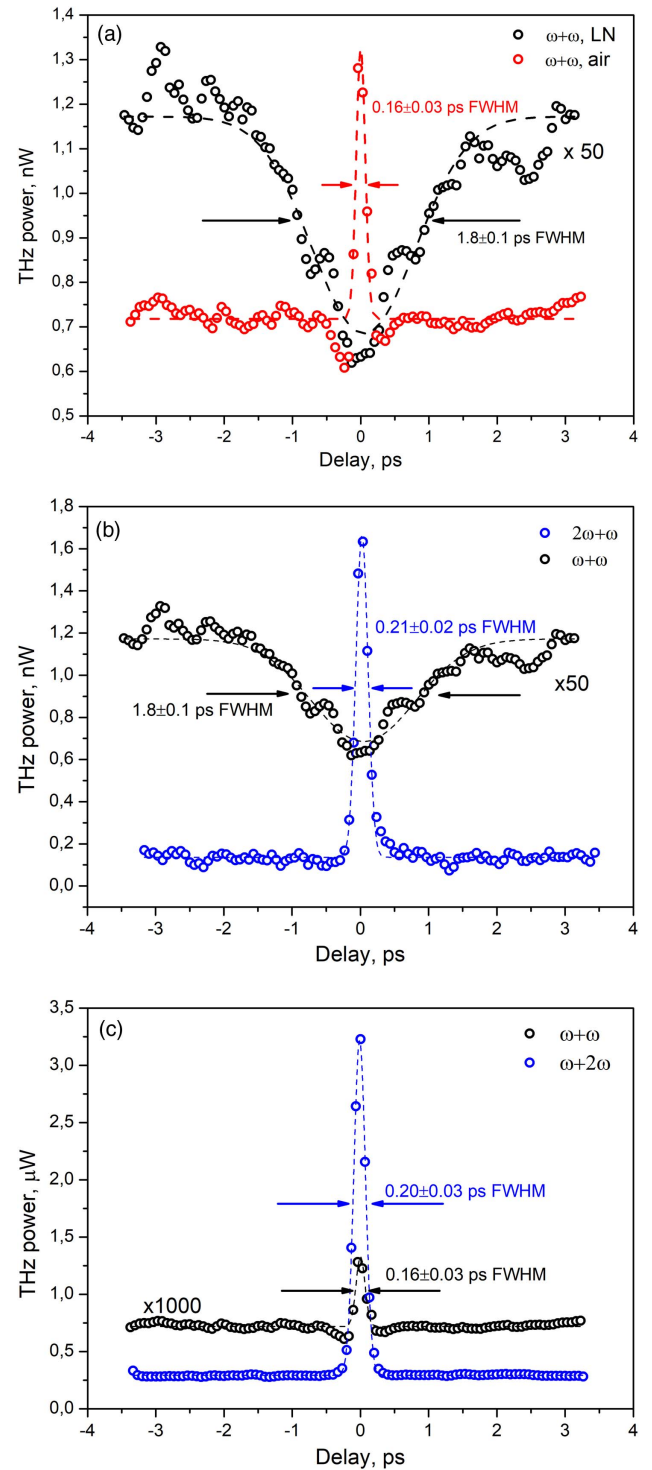 (a)
ω+ω, LN
ω+ω, air
0.16±0.03 ps FWHM
x 50
1.8±0.1 ps FWHM
THz power, nW
1,4
1,3
1,2
1,1
1,0
0,9
0,8
0,7
0,6
0,5
-4 -3 -2 -1 0 1 2 3 4
Delay, ps
(b)
2ω+ω
ω+ω
0.21±0.02 ps FWHM
1.8±0.1 ps FWHM
x50
THz power, nW
1,8
1,6
1,4
1,2
1,0
0,8
0,6
0,4
0,2
0,0
-4 -3 -2 -1 0 1 2 3 4
Delay, ps
(c)
ω+ω
ω+2ω
0.20±0.03 ps FWHM
0.16±0.03 ps FWHM
x1000
THz power, μW
3,5
3,0
2,5
2,0
1,5
1,0
0,5
0,0
-4 -3 -2 -1 0 1 2 3 4
Delay, ps